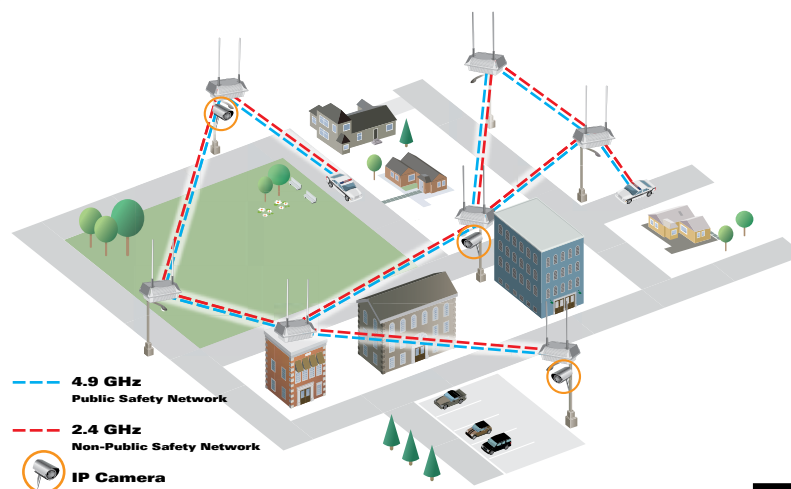 4.9 GHz
Public Safety Network
2.4 GHz
Non-Public Safety Network
IP Camera